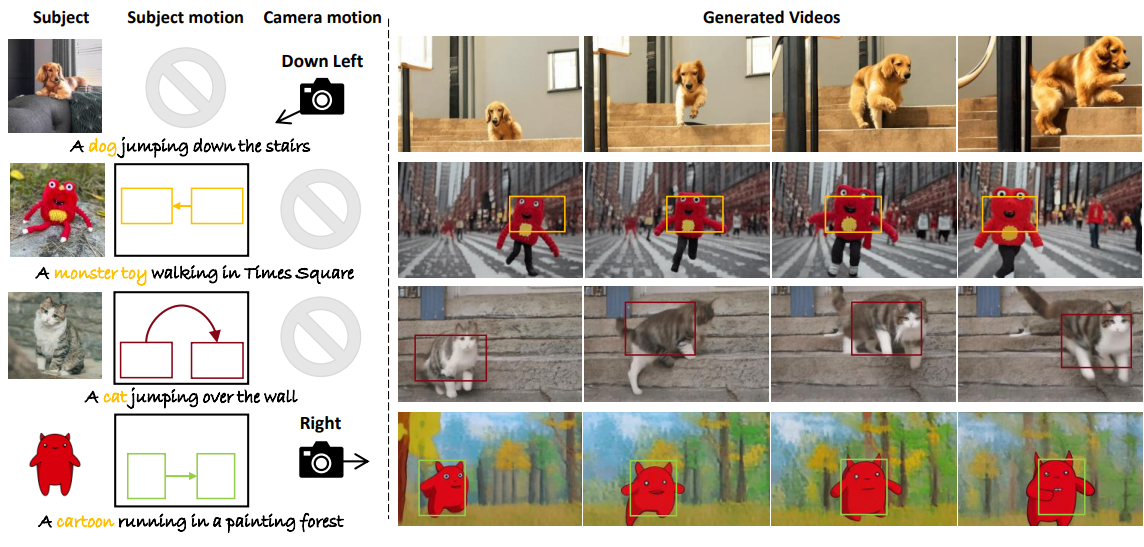 Subject Subject motion Camera motion Generated Videos
Down Left
A dog jumping down the stairs
A monster toy walking in Times Square
A cat jumping over the wall
Right
A cartoon running in a painting forest